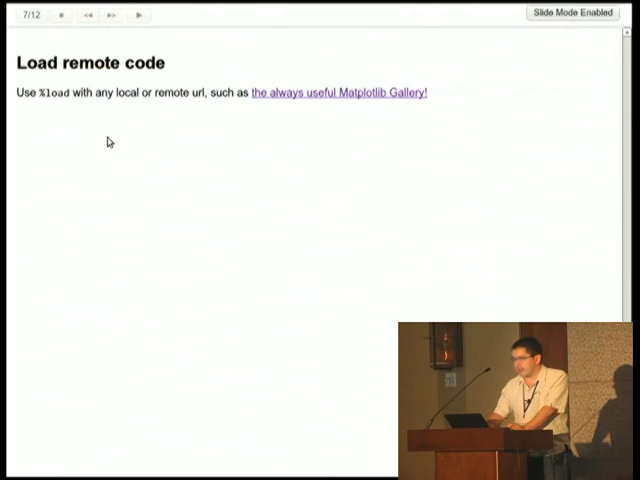 7/12
Slide Mode Enabled
Load remote code
Use %load with any local or remote url, such as the always useful Matplotlib Gallery!